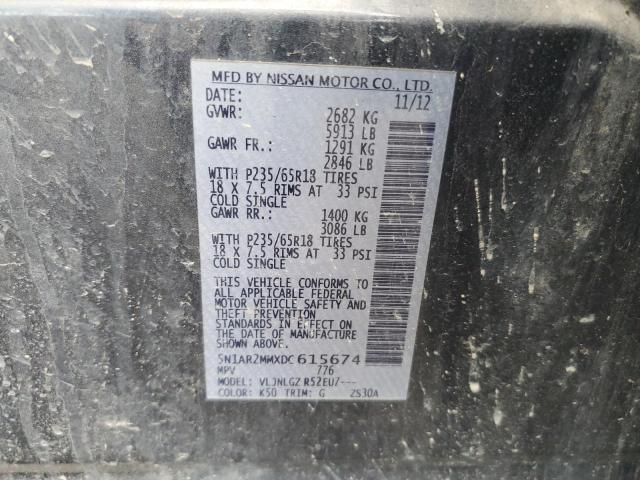 MFD BY NISSAN MOTOR CO., LTD.
DATE: 11/12
GVWR: 2682 KG
5913 LB
GAWR FR.: 1291 KG
2846 LB
WITH P235/65R18 TIRES
18 X 7.5 RIMS AT 33 PSI
COLD SINGLE
GAWR RR.: 1400 KG
3086 LB
WITH P235/65R18 TIRES
18 X 7.5 RIMS AT 33 PSI
COLD SINGLE
THIS VEHICLE CONFORMS TO
ALL APPLICABLE FEDERAL
MOTOR VEHICLE SAFETY AND
THEFT PREVENTION
STANDARDS IN EFFECT ON
THE DATE OF MANUFACTURE
SHOWN ABOVE.
5N1AR2MMXDC615674
MPV 776
MODEL: VLJNLGZ R52EU7---
COLOR: K50 TRIM: G ZS30A